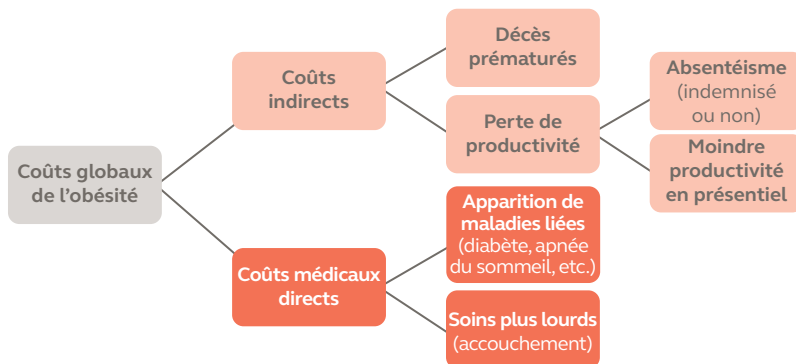 Coûts globaux
de l’obésité
Coûts
indirects
Décès
prématurés
Perte de
productivité
Absentéisme
(indemnisé
ou non)
Moindre
productivité
en présentiel
Coûts médicaux
directs
Apparition de
maladies liées
(diabète, apnée
du sommeil, etc.)
Soins plus lourds
(accouchement)